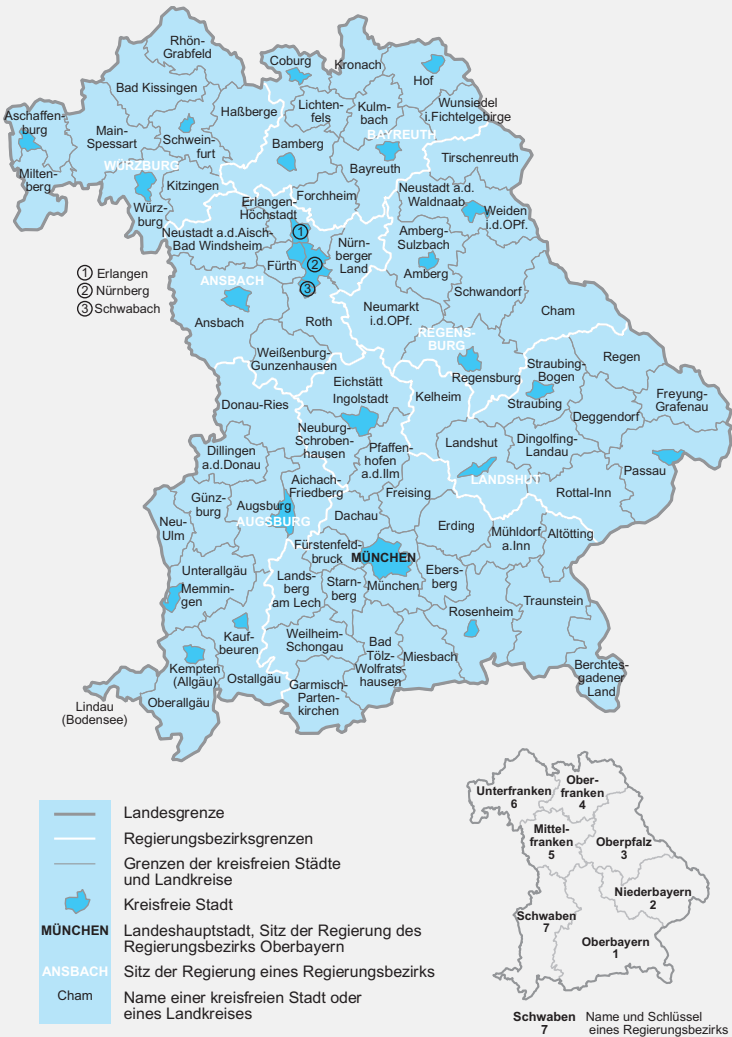 Rhön-
Grabfeld
Coburg
Kronach
Hof
Bad Kissingen
Lichten-
fels
Kulm-
bach
Wunsiedel
i.Fichtelgebirge
Haßberge
Aschaffen-
burg
Main-
Spessart
Schwein-
furt
Bamberg
BAYREUTH
Bayreuth
Tirschenreuth
Milten-
berg
WÜRZBURG
Würz-
burg
Kitzingen
Forchheim
Neustadt a.d.
Waldnaab
Weiden
i.d.OPf.
Erlangen-
Höchstadt
Neustadt a.d.Aisch-
Bad Windsheim
Nürn-
berger
Land
Amberg-
Sulzbach
Amberg
Fürth
1
2
3
1 Erlangen
2 Nürnberg
3 Schwabach
ANSBACH
Ansbach
Roth
Neumarkt
i.d.OPf.
Schwandorf
Cham
Weißenburg-
Gunzenhausen
REGENS-
BURG
Regensburg
Straubing-
Bogen
Straubing
Regen
Freyung-
Grafenau
Eichstätt
Ingolstadt
Kelheim
Deggendorf
Donau-Ries
Neuburg-
Schroben-
hausen
Pfaffen-
hofen
a.d.Ilm
Landshut
LANDSHUT
Dingolfing-
Landau
Passau
Rottal-Inn
Dillingen
a.d.Donau
Aichach-
Friedberg
Freising
Günz-
burg
Augsburg
AUGSBURG
Dachau
Erding
Mühldorf
a.Inn
Altötting
Neu-
Ulm
Fürstenfeld-
bruck
MÜNCHEN
München
Ebers-
berg
Unterallgäu
Memmin-
gen
Lands-
berg
am Lech
Starn-
berg
Rosenheim
Traunstein
Kauf-
beuren
Weilheim-
Schongau
Bad
Tölz-
Wolfrats-
hausen
Miesbach
Berchtes-
gadener
Land
Kempten
(Allgäu)
Ostallgäu
Garmisch-
Parten-
kirchen
Lindau
(Bodensee)
Oberallgäu
Landesgrenze
Regierungsbezirksgrenzen
Grenzen der kreisfreien Städte
und Landkreise
Kreisfreie Stadt
MÜNCHEN Landeshauptstadt, Sitz der Regierung des
Regierungsbezirks Oberbayern
ANSBACH Sitz der Regierung eines Regierungsbezirks
Cham Name einer kreisfreien Stadt oder
eines Landkreises
Unterfranken
6
Ober-
franken
4
Mittel-
franken
5
Oberpfalz
3
Niederbayern
2
Schwaben
7
Oberbayern
1
Schwaben Name und Schlüssel
7 eines Regierungsbezirks